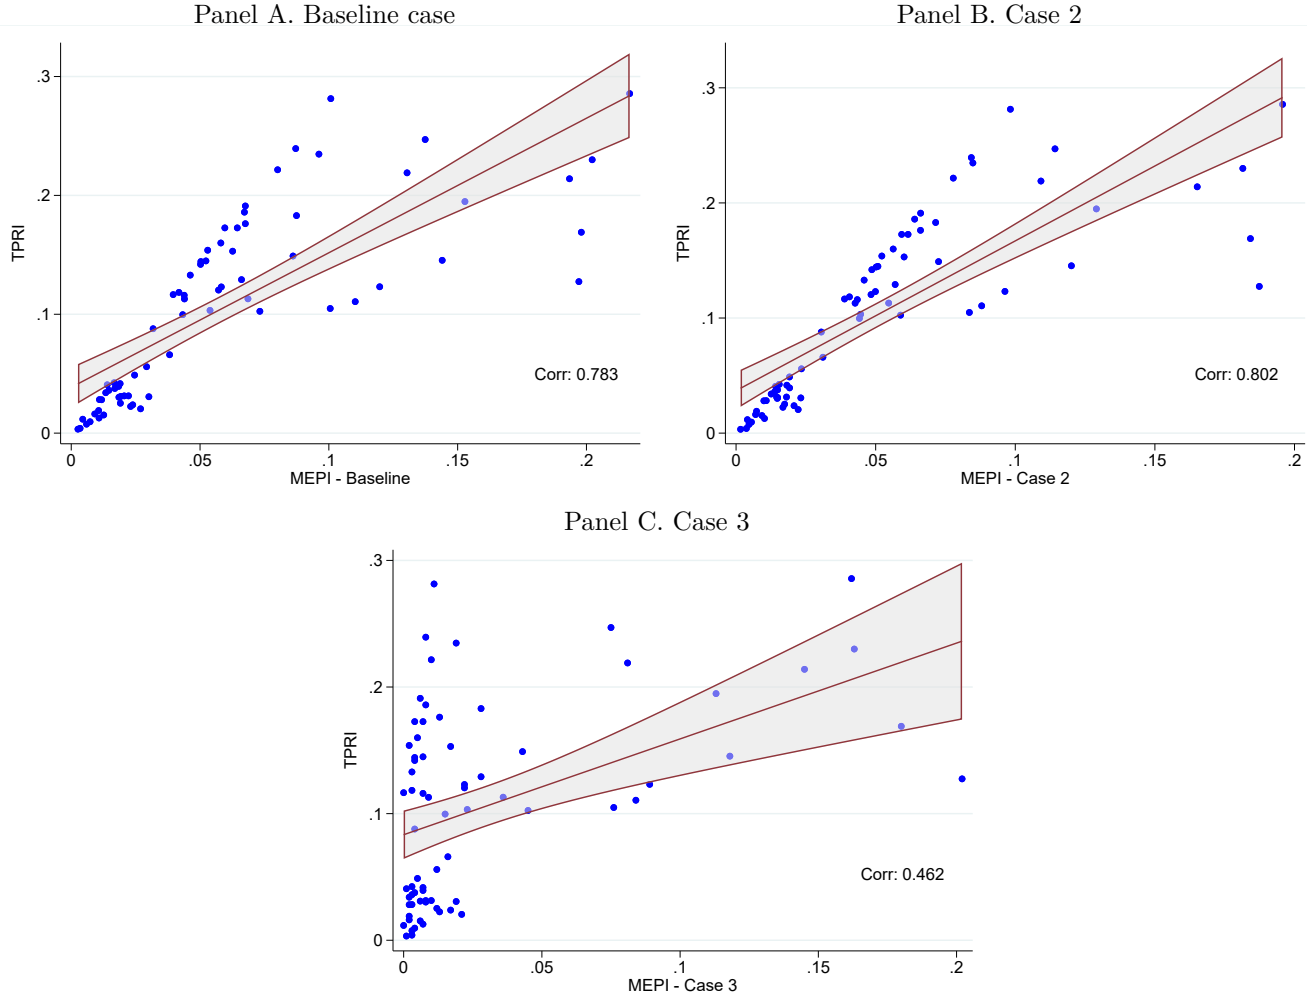 Panel A. Baseline case
.3
.2
.1
0
TPRI
Corr: 0.783
0 .05 .1 .15 .2
MEPI - Baseline
Panel B. Case 2
.3
.2
.1
0
TPRI
Corr: 0.802
0 .05 .1 .15 .2
MEPI - Case 2
Panel C. Case 3
.3
.2
.1
0
TPRI
Corr: 0.462
0 .05 .1 .15 .2
MEPI - Case 3